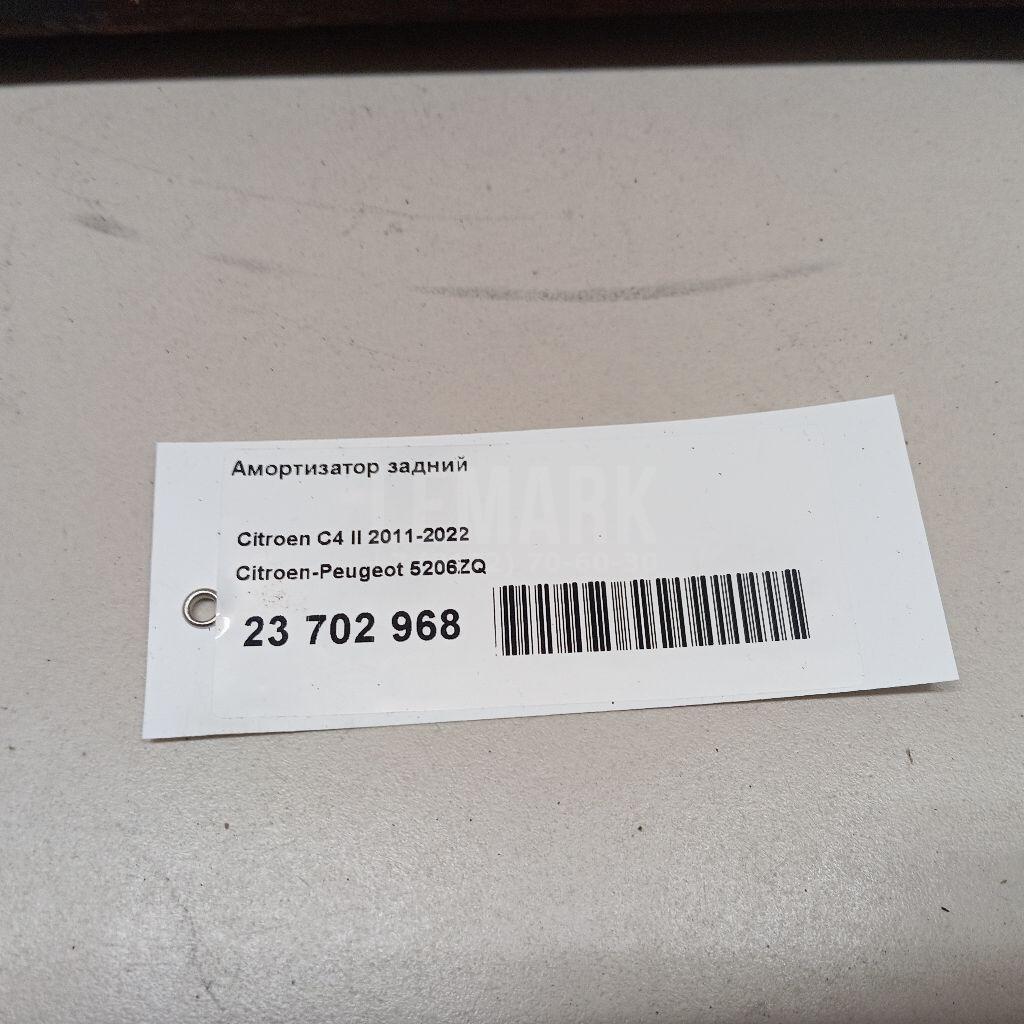 Амортизатор задний
Citroen C4 II 2011-2022
Citroen-Peugeot 5206ZQ
23 702 968